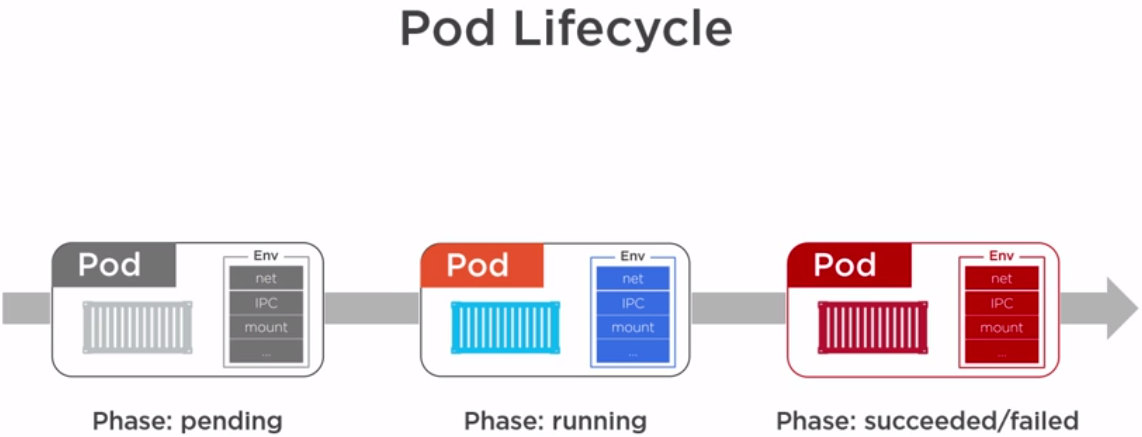 Pod Lifecycle
Pod
Env
net
IPC
mount
...
Phase: pending
Pod
Env
net
IPC
mount
...
Phase: running
Pod
Env
net
IPC
mount
...
Phase: succeeded/failed